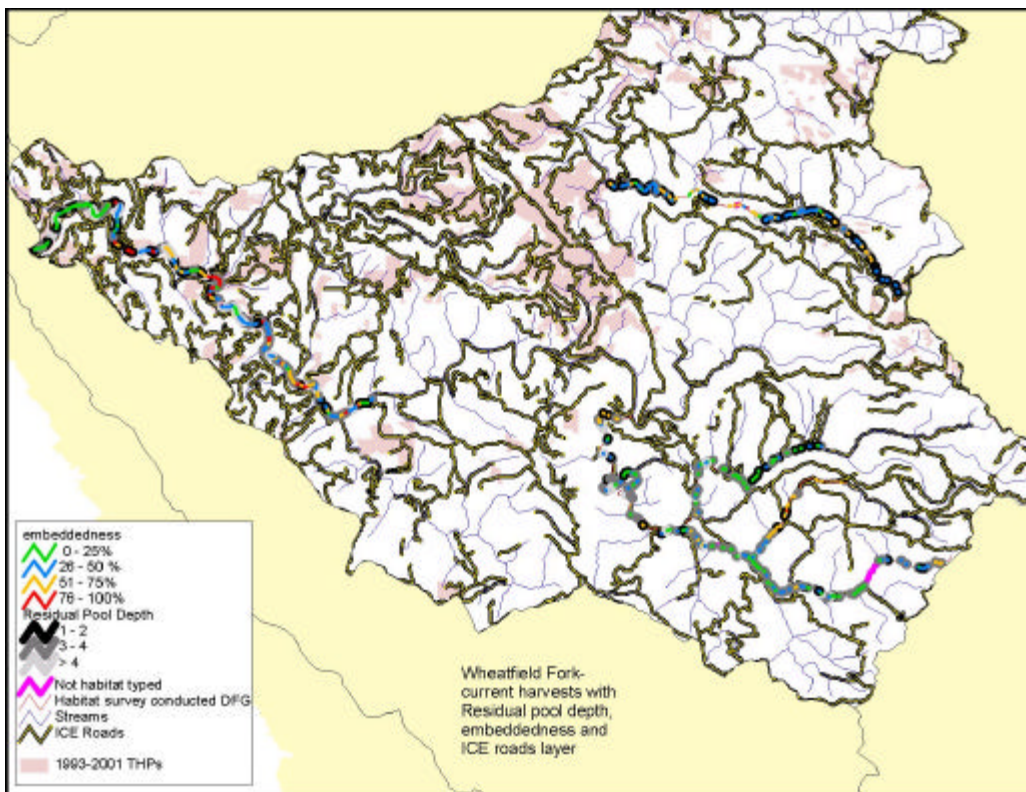 embeddedness
0 - 25%
26 - 50 %
51 - 75%
76 - 100%
Residual Pool Depth
1 - 2
3 - 4
> 4
Not habitat typed
Habitat survey conducted DFG
Streams
ICE Roads
1993-2001 THPs
Wheatfield Fork-
current harvests with
Residual pool depth,
embeddedness and
ICE roads layer